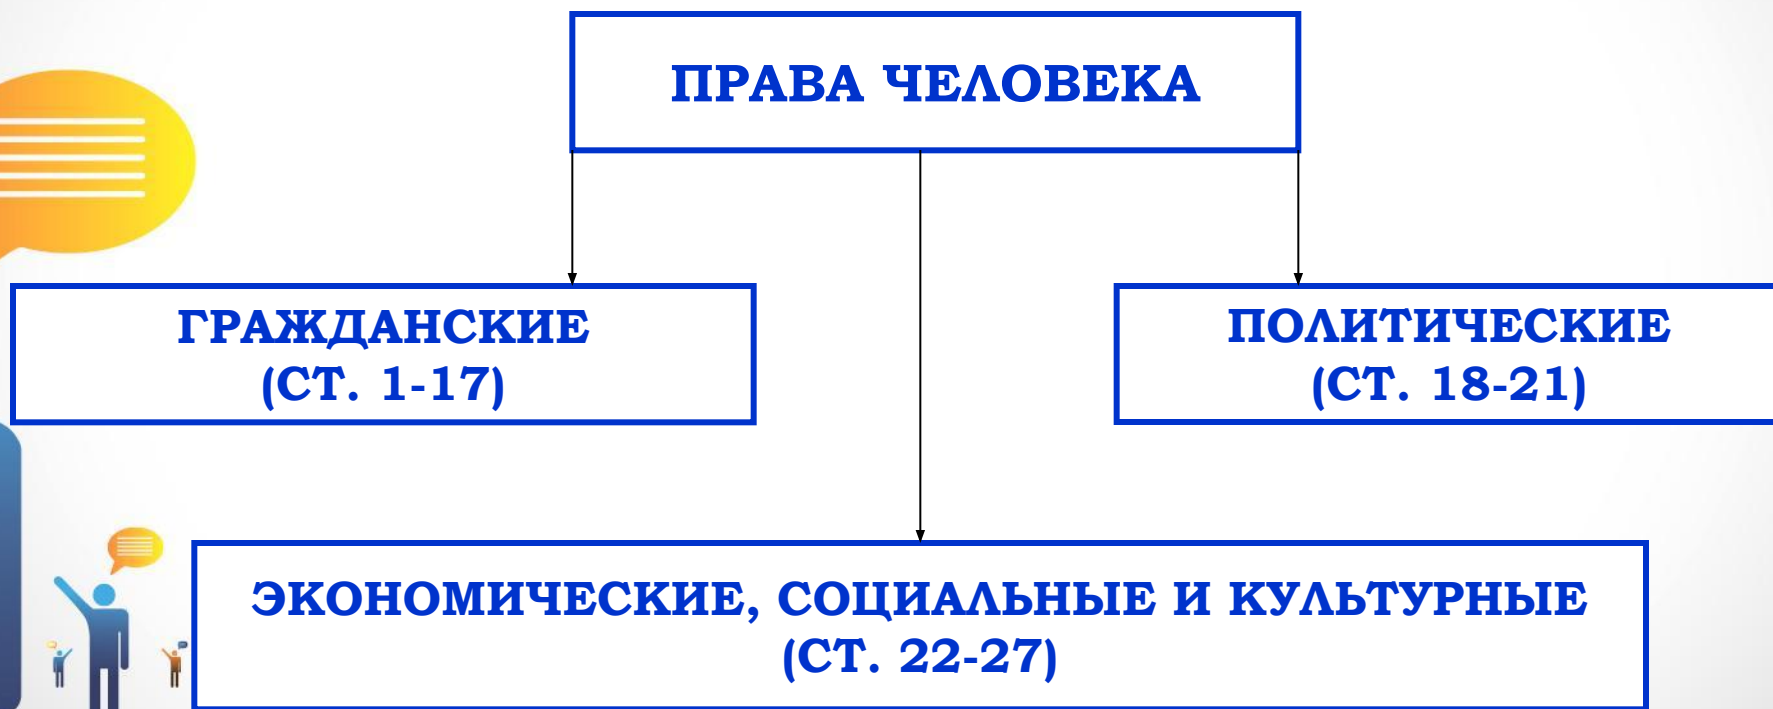 ПРАВА ЧЕЛОВЕКА
ГРАЖДАНСКИЕ
(СТ. 1-17)
ПОЛИТИЧЕСКИЕ
(СТ. 18-21)
ЭКОНОМИЧЕСКИЕ, СОЦИАЛЬНЫЕ И КУЛЬТУРНЫЕ
(СТ. 22-27)